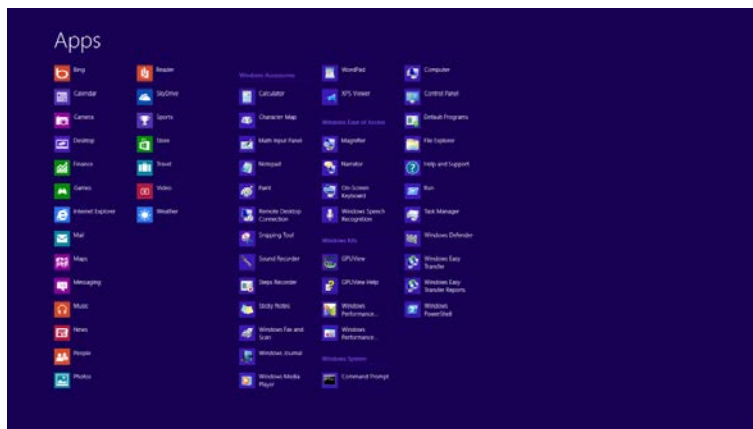 Apps
Bing
Calendar
Camera
Desktop
Finance
Games
Internet Explorer
Mail
Maps
Messaging
Music
News
People
Photos
Reader
SkyDrive
Sports
Store
Travel
Video
Weather
Windows Accessories
Calculator
Character Map
Math Input Panel
Notepad
Paint
Remote Desktop
Connection
Snipping Tool
Sound Recorder
Steps Recorder
Sticky Notes
Windows Fax and
Scan
Windows Journal
Windows Media
Player
WordPad
XPS Viewer
Windows Ease of Access
Magnifier
Narrator
On-Screen
Keyboard
Windows Speech
Recognition
Windows Kits
GPUView
GPUView Help
Windows
Performance...
Windows
Performance...
Windows System
Command Prompt
Computer
Control Panel
Default Programs
File Explorer
Help and Support
Run
Task Manager
Windows Defender
Windows Easy
Transfer
Windows Easy
Transfer Reports
Windows
PowerShell